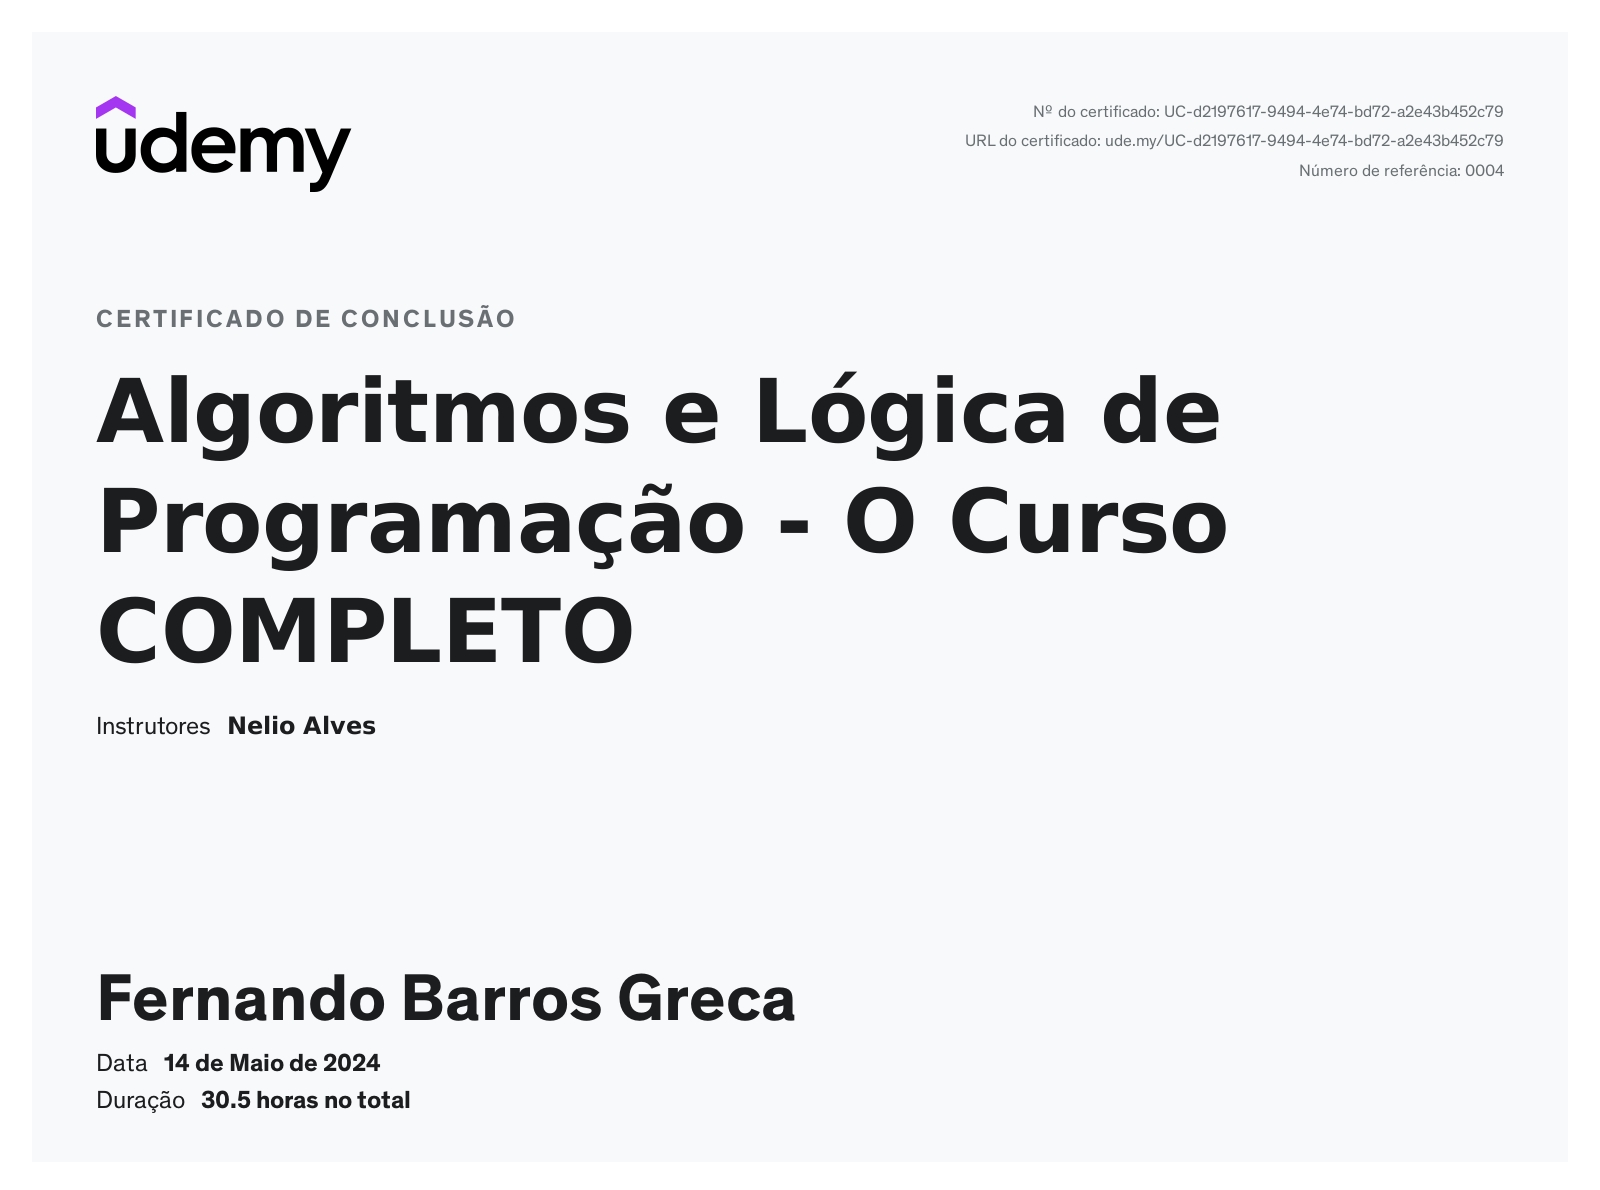 udemy
Nº do certificado: UC-d2197617-9494-4e74-bd72-a2e43b452c79
URL do certificado: ude.my/UC-d2197617-9494-4e74-bd72-a2e43b452c79
Número de referência: 0004
CERTIFICADO DE CONCLUSÃO
Algoritmos e Lógica de
Programação - O Curso
COMPLETO
Instrutores Nelio Alves
Fernando Barros Greca
Data 14 de Maio de 2024
Duração 30.5 horas no total